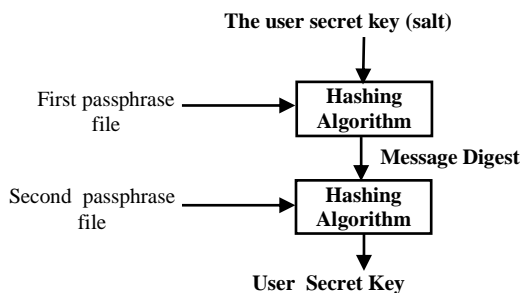 The user secret key (salt)
First passphrase
file
Hashing
Algorithm
Message Digest
Second passphrase
file
Hashing
Algorithm
User Secret Key